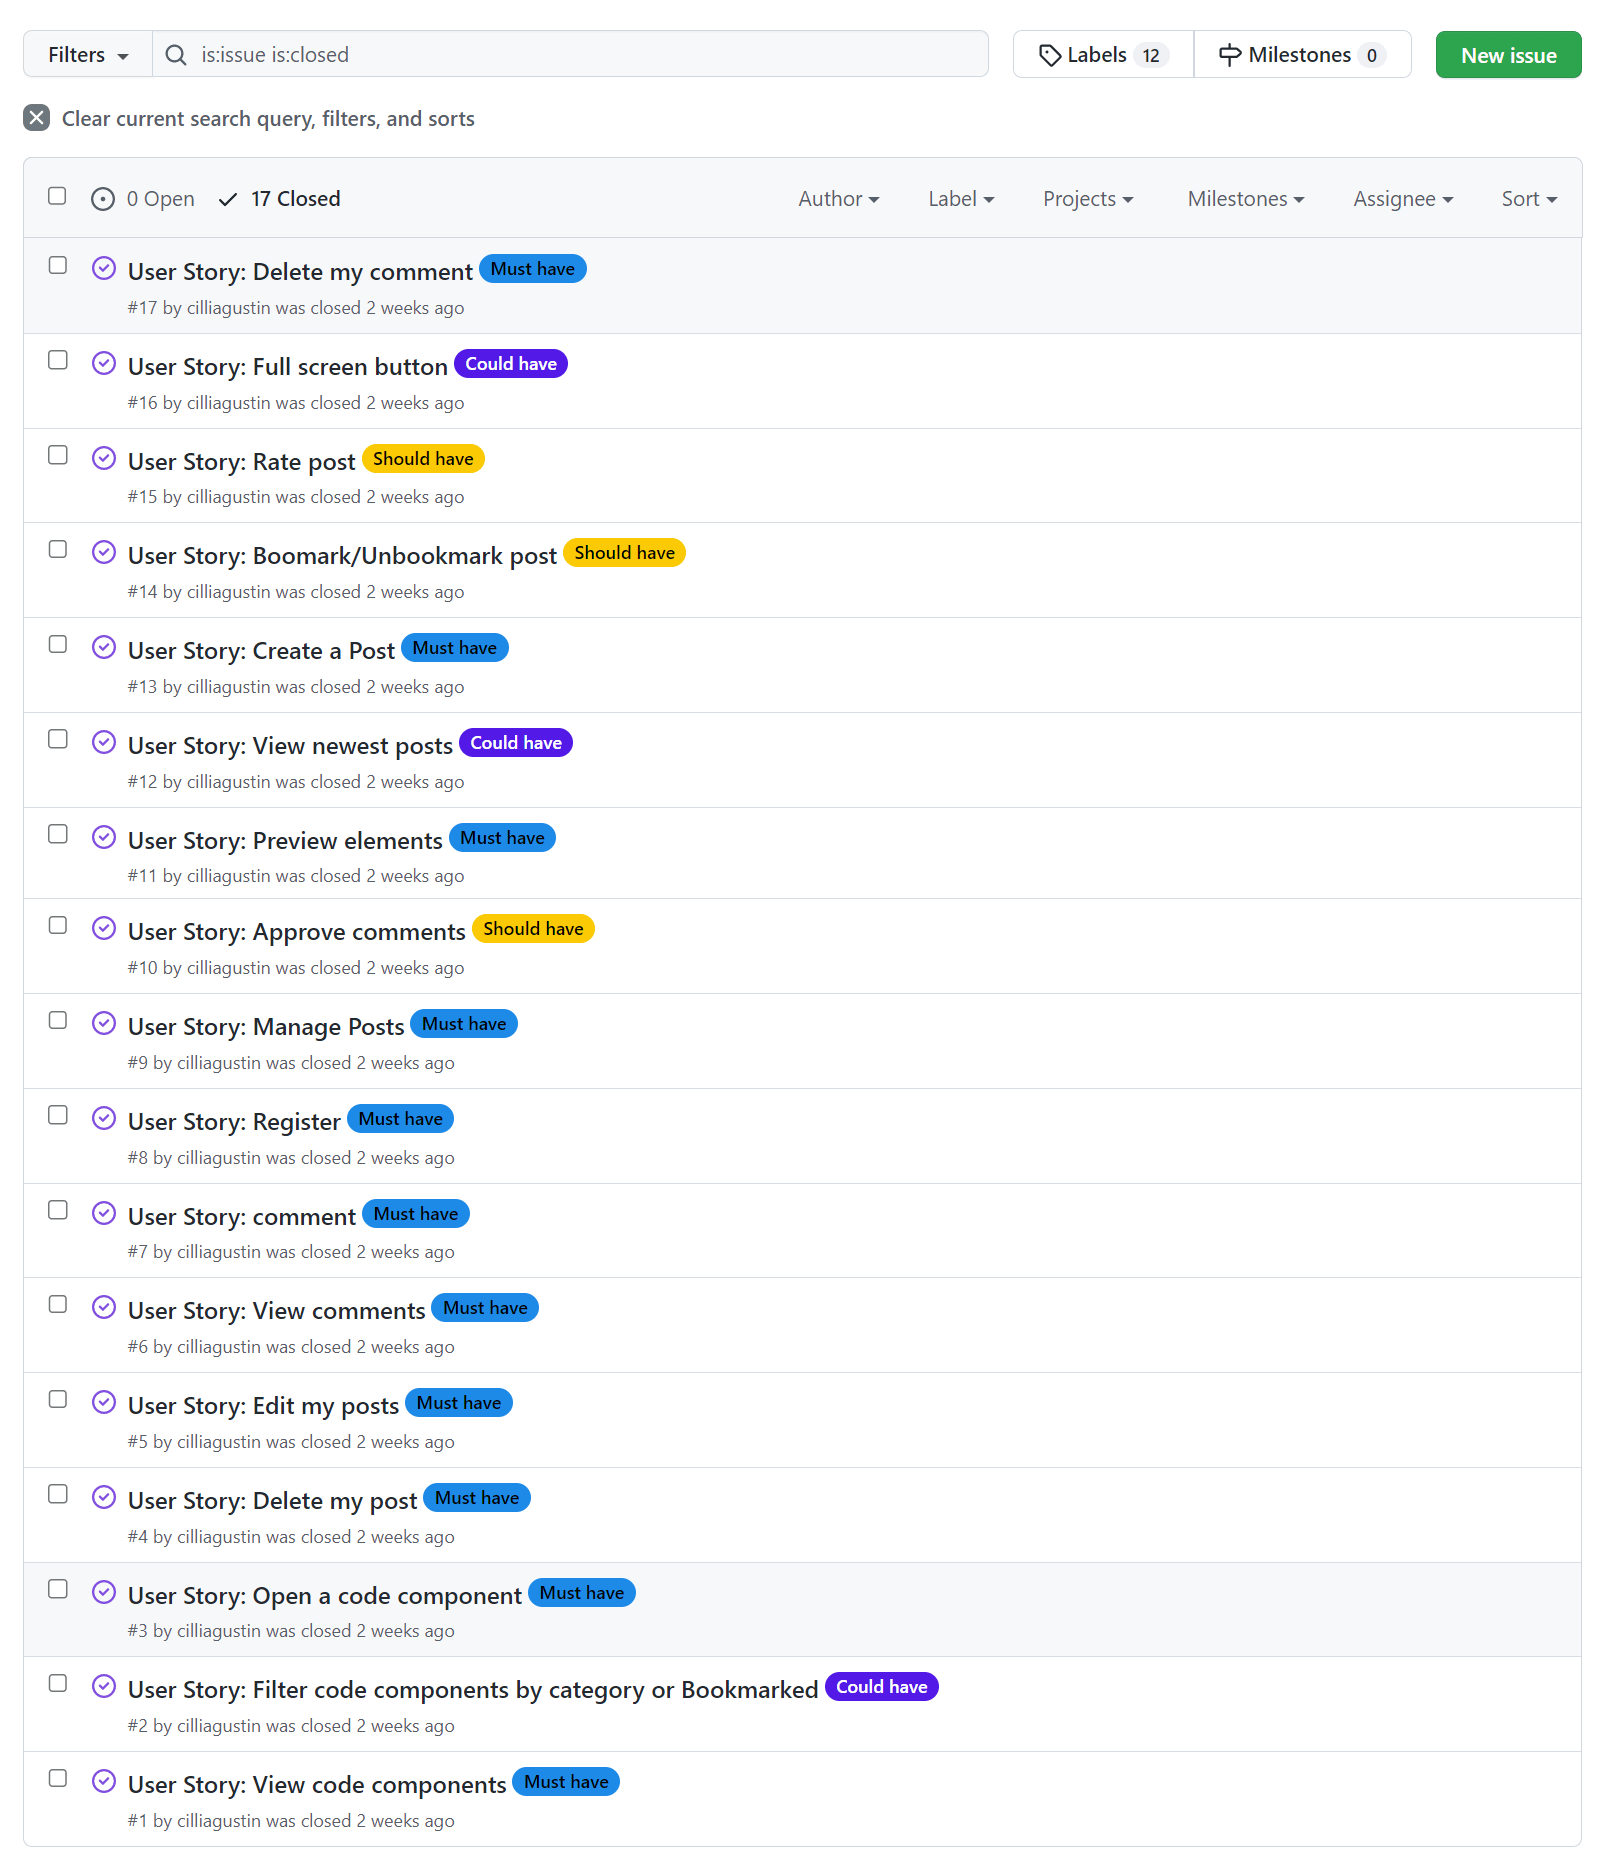 Filters is:issue is:closed Labels 12 Milestones 0 New issue
Clear current search query, filters, and sorts
0 Open 17 Closed Author Label Projects Milestones Assignee Sort
User Story: Delete my comment Must have
#17 by cilliagustin was closed 2 weeks ago
User Story: Full screen button Could have
#16 by cilliagustin was closed 2 weeks ago
User Story: Rate post Should have
#15 by cilliagustin was closed 2 weeks ago
User Story: Boomark/Unbookmark post Should have
#14 by cilliagustin was closed 2 weeks ago
User Story: Create a Post Must have
#13 by cilliagustin was closed 2 weeks ago
User Story: View newest posts Could have
#12 by cilliagustin was closed 2 weeks ago
User Story: Preview elements Must have
#11 by cilliagustin was closed 2 weeks ago
User Story: Approve comments Should have
#10 by cilliagustin was closed 2 weeks ago
User Story: Manage Posts Must have
#9 by cilliagustin was closed 2 weeks ago
User Story: Register Must have
#8 by cilliagustin was closed 2 weeks ago
User Story: comment Must have
#7 by cilliagustin was closed 2 weeks ago
User Story: View comments Must have
#6 by cilliagustin was closed 2 weeks ago
User Story: Edit my posts Must have
#5 by cilliagustin was closed 2 weeks ago
User Story: Delete my post Must have
#4 by cilliagustin was closed 2 weeks ago
User Story: Open a code component Must have
#3 by cilliagustin was closed 2 weeks ago
User Story: Filter code components by category or Bookmarked Could have
#2 by cilliagustin was closed 2 weeks ago
User Story: View code components Must have
#1 by cilliagustin was closed 2 weeks ago